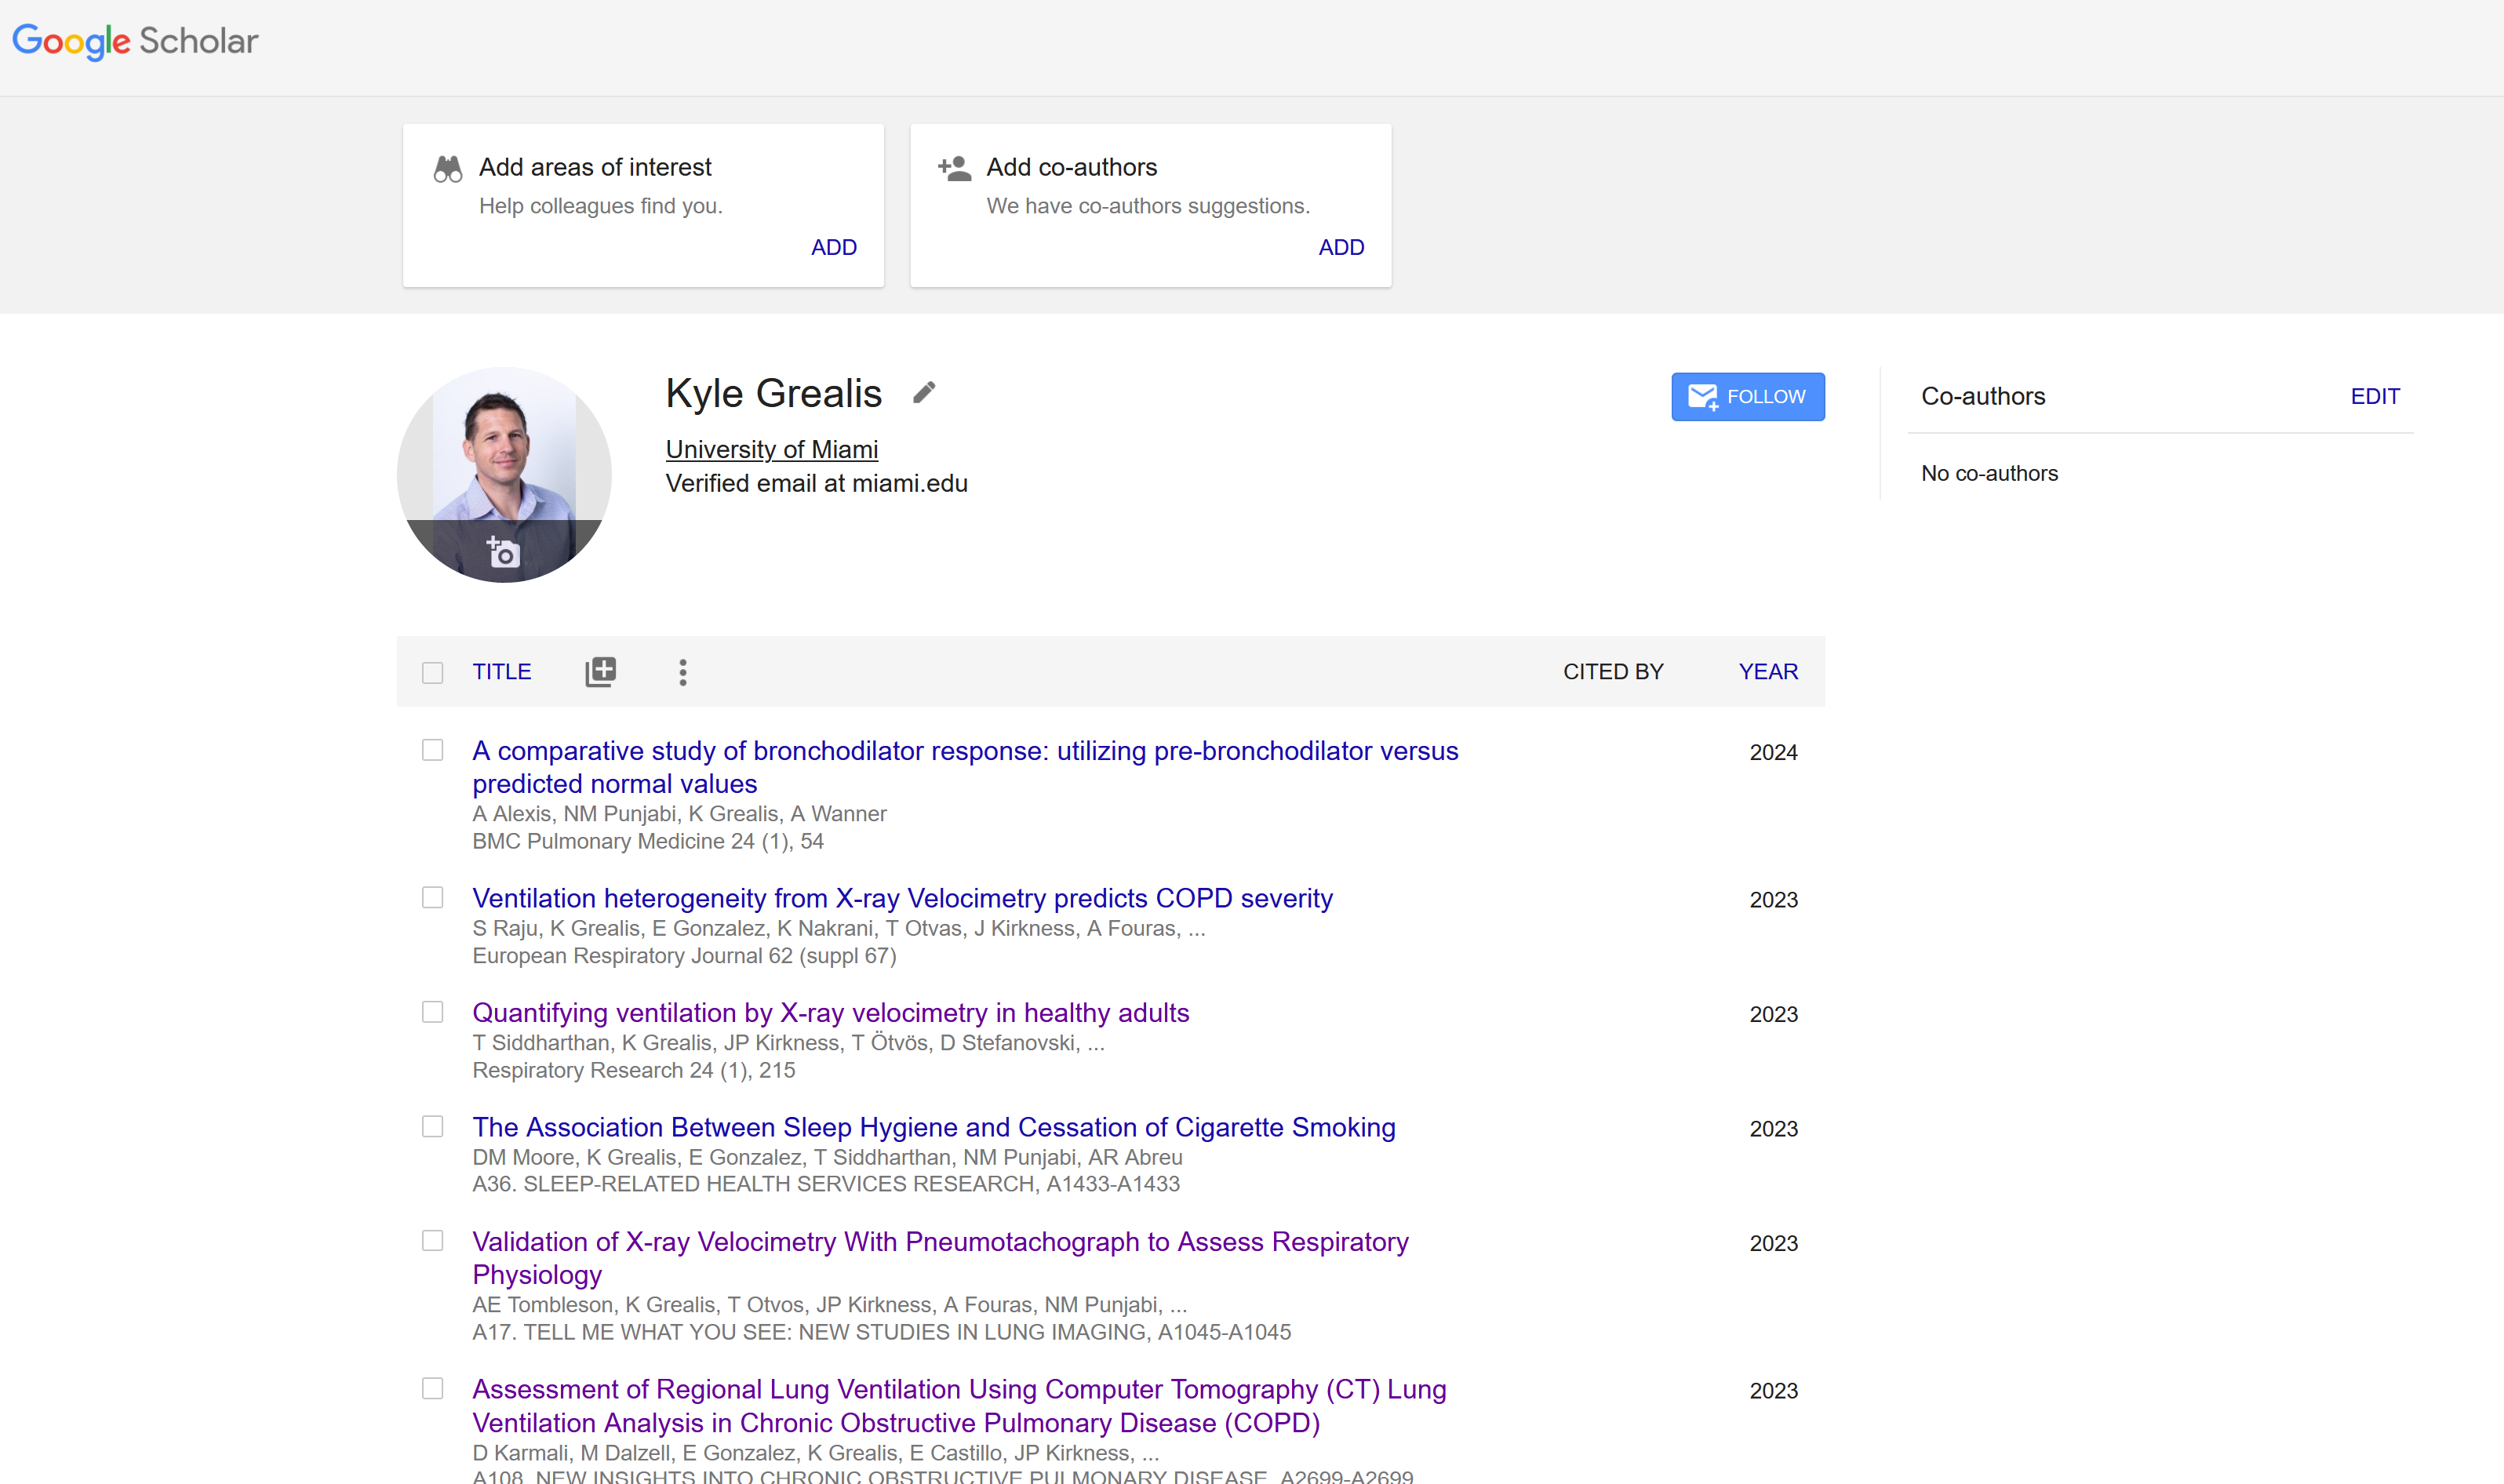 Google Scholar
Add areas of interest
Help colleagues find you.
ADD
Add co-authors
We have co-authors suggestions.
ADD
Kyle Grealis
University of Miami
Verified email at miami.edu
FOLLOW
Co-authors
EDIT
No co-authors
TITLE
CITED BY
YEAR
A comparative study of bronchodilator response: utilizing pre-bronchodilator versus
predicted normal values
A Alexis, NM Punjabi, K Grealis, A Wanner
BMC Pulmonary Medicine 24 (1), 54
2024
Ventilation heterogeneity from X-ray Velocimetry predicts COPD severity
S Raju, K Grealis, E Gonzalez, K Nakrani, T Otvas, J Kirkness, A Fouras, ...
European Respiratory Journal 62 (suppl 67)
2023
Quantifying ventilation by X-ray velocimetry in healthy adults
T Siddharthan, K Grealis, JP Kirkness, T Ötvös, D Stefanovski, ...
Respiratory Research 24 (1), 215
2023
The Association Between Sleep Hygiene and Cessation of Cigarette Smoking
DM Moore, K Grealis, E Gonzalez, T Siddharthan, NM Punjabi, AR Abreu
A36. SLEEP-RELATED HEALTH SERVICES RESEARCH, A1433-A1433
2023
Validation of X-ray Velocimetry With Pneumotachograph to Assess Respiratory
Physiology
AE Tombleson, K Grealis, T Otvos, JP Kirkness, A Fouras, NM Punjabi, ...
A17. TELL ME WHAT YOU SEE: NEW STUDIES IN LUNG IMAGING, A1045-A1045
2023
Assessment of Regional Lung Ventilation Using Computer Tomography (CT) Lung
Ventilation Analysis in Chronic Obstructive Pulmonary Disease (COPD)
D Karmali, M Dalzell, E Gonzalez, K Grealis, E Castillo, JP Kirkness, ...
A108. NEW INSIGHTS INTO CHRONIC OBSTRUCTIVE PULMONARY DISEASE, A2699-A2699
2023